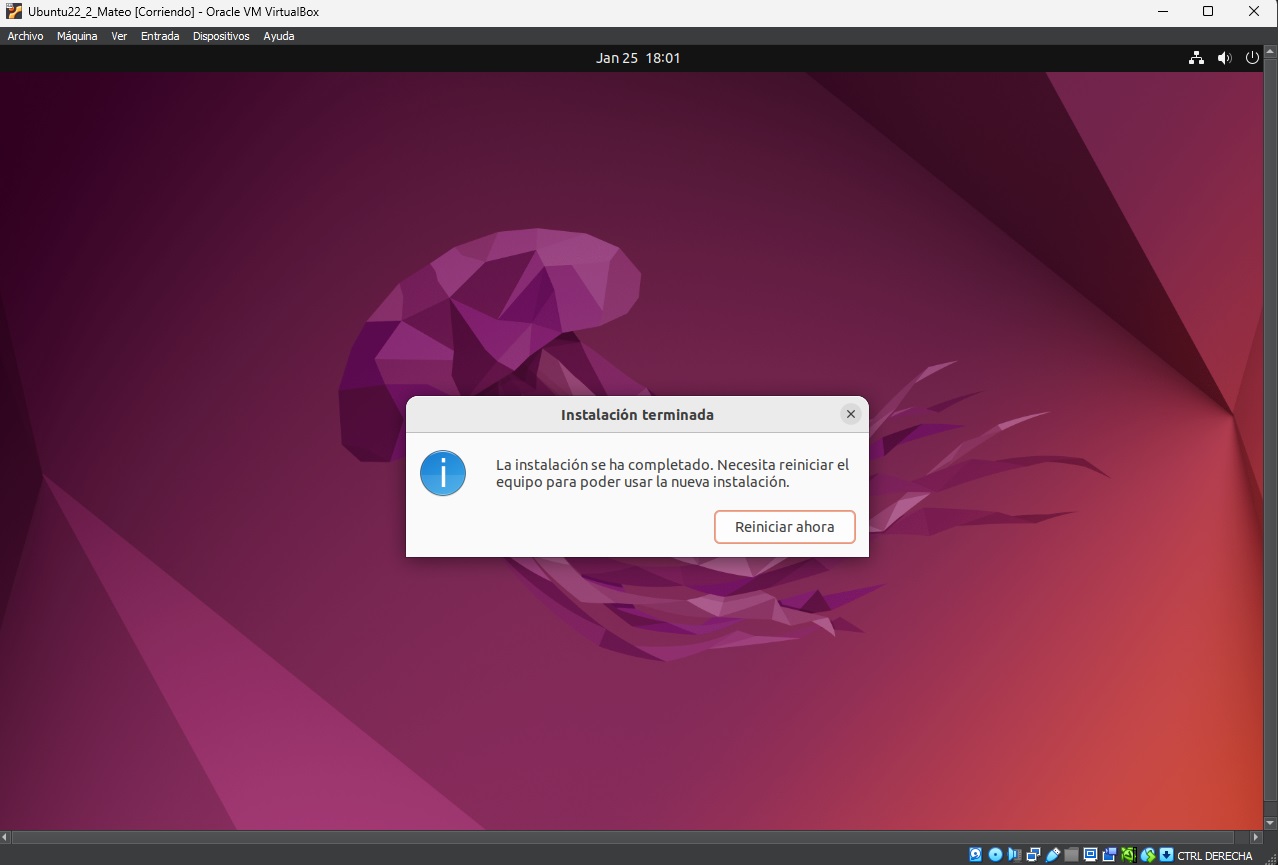 Ubuntu22_2_Mateo [Corriendo] - Oracle VM VirtualBox
Archivo Máquina Ver Entrada Dispositivos Ayuda
Jan 25 18:01
Instalación terminada
La instalación se ha completado. Necesita reiniciar el
equipo para poder usar la nueva instalación.
Reiniciar ahora
CTRL DERECHA